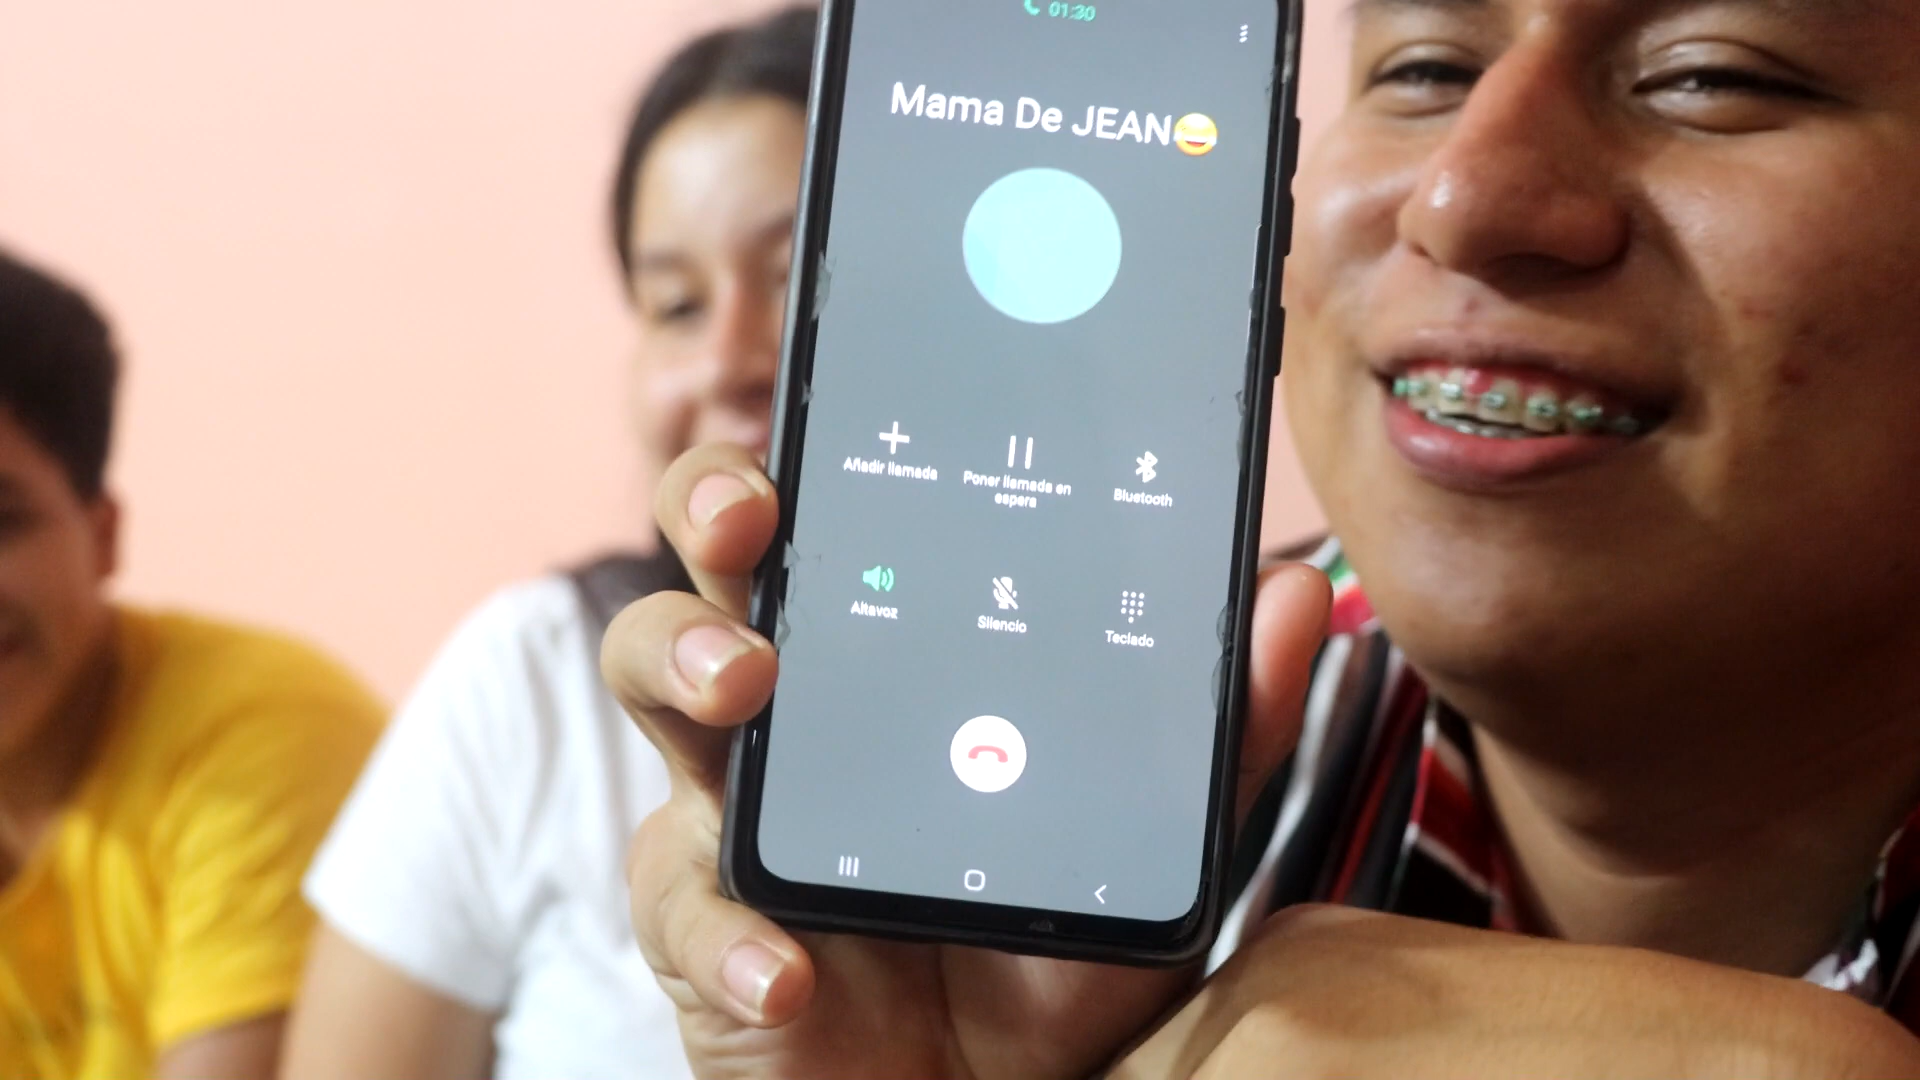 01:30
Mama De JEAN😄
Añadir llamada
Poner llamada en
espera
Bluetooth
Altavoz
Silencio
Teclado